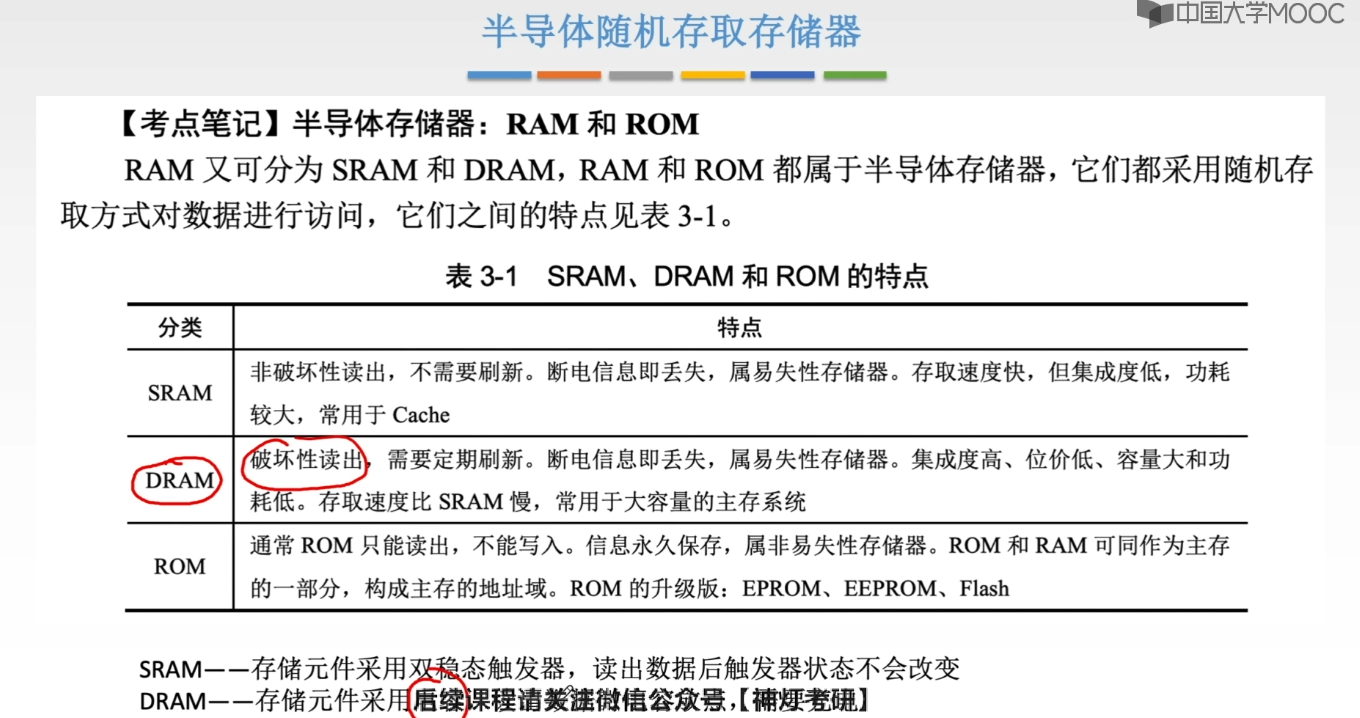 半导体随机存取存储器
中国大学MOOC
【考点笔记】半导体存储器：RAM 和 ROM
RAM 又可分为 SRAM 和 DRAM，RAM 和 ROM 都属于半导体存储器，它们都采用随机存
取方式对数据进行访问，它们之间的特点见表 3-1。
表 3-1 SRAM、DRAM 和 ROM 的特点
分类 特点
SRAM
非破坏性读出，不需要刷新。断电信息即丢失，属易失性存储器。存取速度快，但集成度低，功耗
较大，常用于 Cache
DRAM
破坏性读出，需要定期刷新。断电信息即丢失，属易失性存储器。集成度高、位价低、容量大和功
耗低。存取速度比 SRAM 慢，常用于大容量的主存系统
ROM
通常 ROM 只能读出，不能写入。信息永久保存，属非易失性存储器。ROM 和 RAM 可同作为主存
的一部分，构成主存的地址域。ROM 的升级版：EPROM、EEPROM、Flash
SRAM——存储元件采用双稳态触发器，读出数据后触发器状态不会改变
DRAM——存储元件采用
后续课程请关注微信公众号【神灯考研】